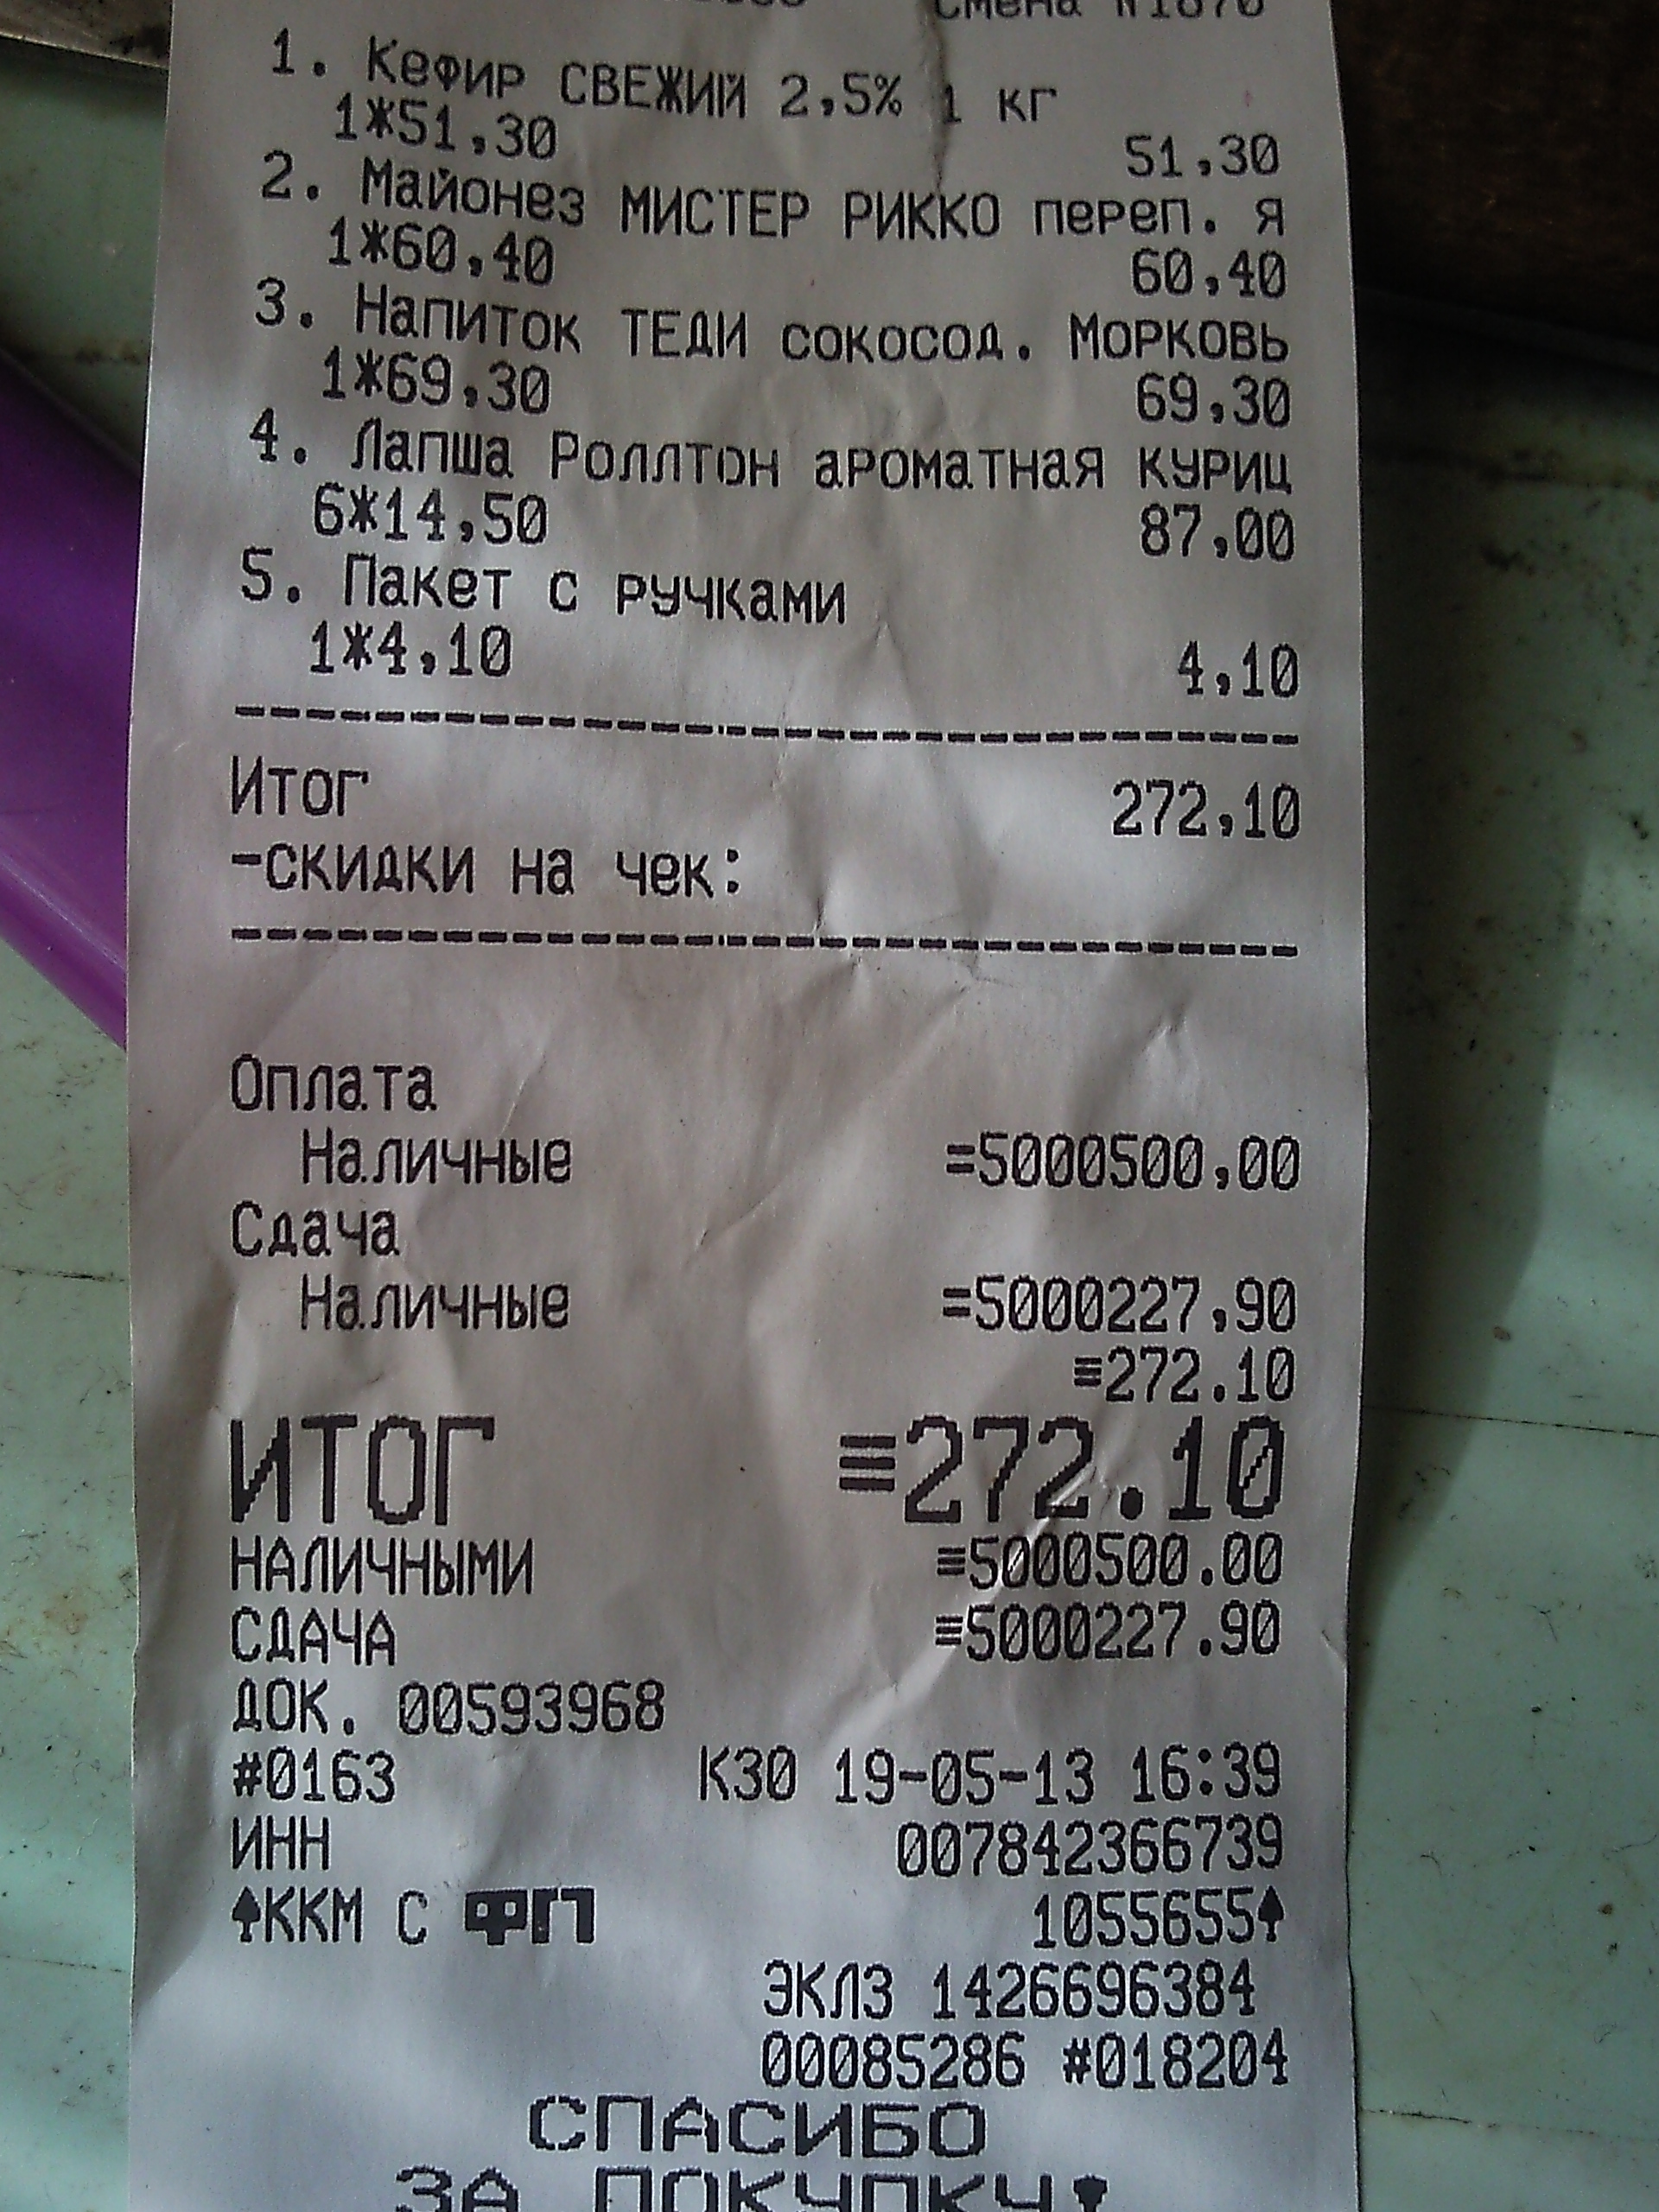 Смена N1870
1. Кефир СВЕЖИЙ 2,5% 1 кг
1*51,30 51,30
2. Майонез МИСТЕР РИККО переп. я
1*60,40 60,40
3. Напиток ТЕДИ сокосод. Морковь
1*69,30 69,30
4. Лапша Роллтон ароматная куриц
6*14,50 87,00
5. Пакет с ручками
1*4,10 4,10
--------------------------------
Итог 272,10
-скидки на чек:
--------------------------------
Оплата
Наличные =5000500,00
Сдача
Наличные =5000227,90
≡272.10
ИТОГ ≡272.10
НАЛИЧНЫМИ ≡5000500.00
СДАЧА ≡5000227.90
ДОК. 00593968
#0163 К30 19-05-13 16:39
ИНН 007842366739
ККМ С ФП 1055655
ЭКЛЗ 1426696384
00085286 #018204
СПАСИБО
ЗА ПОКУПКУ!